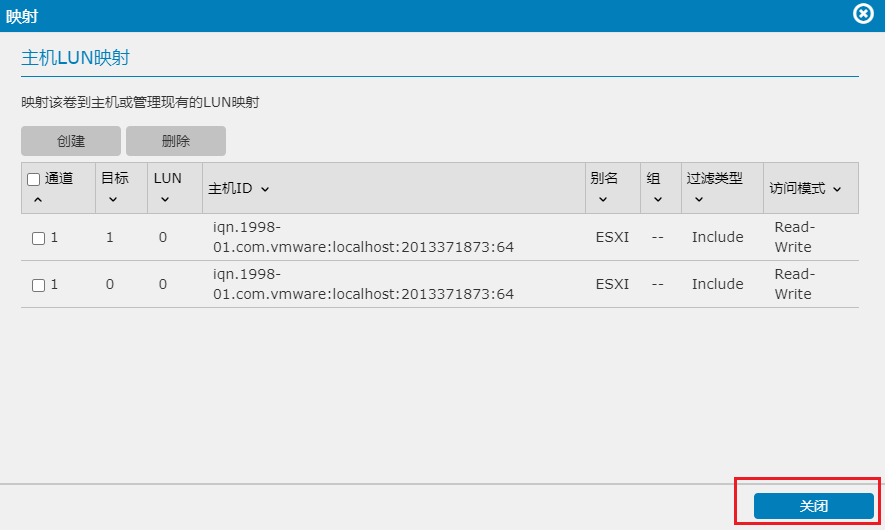 映射
主机LUN映射
映射该卷到主机或管理现有的LUN映射
创建 删除
通道 目标 LUN 主机ID 别名 组 过滤类型 访问模式
1 1 0 iqn.1998-01.com.vmware:localhost:2013371873:64 ESXI -- Include Read-Write
1 0 0 iqn.1998-01.com.vmware:localhost:2013371873:64 ESXI -- Include Read-Write
关闭